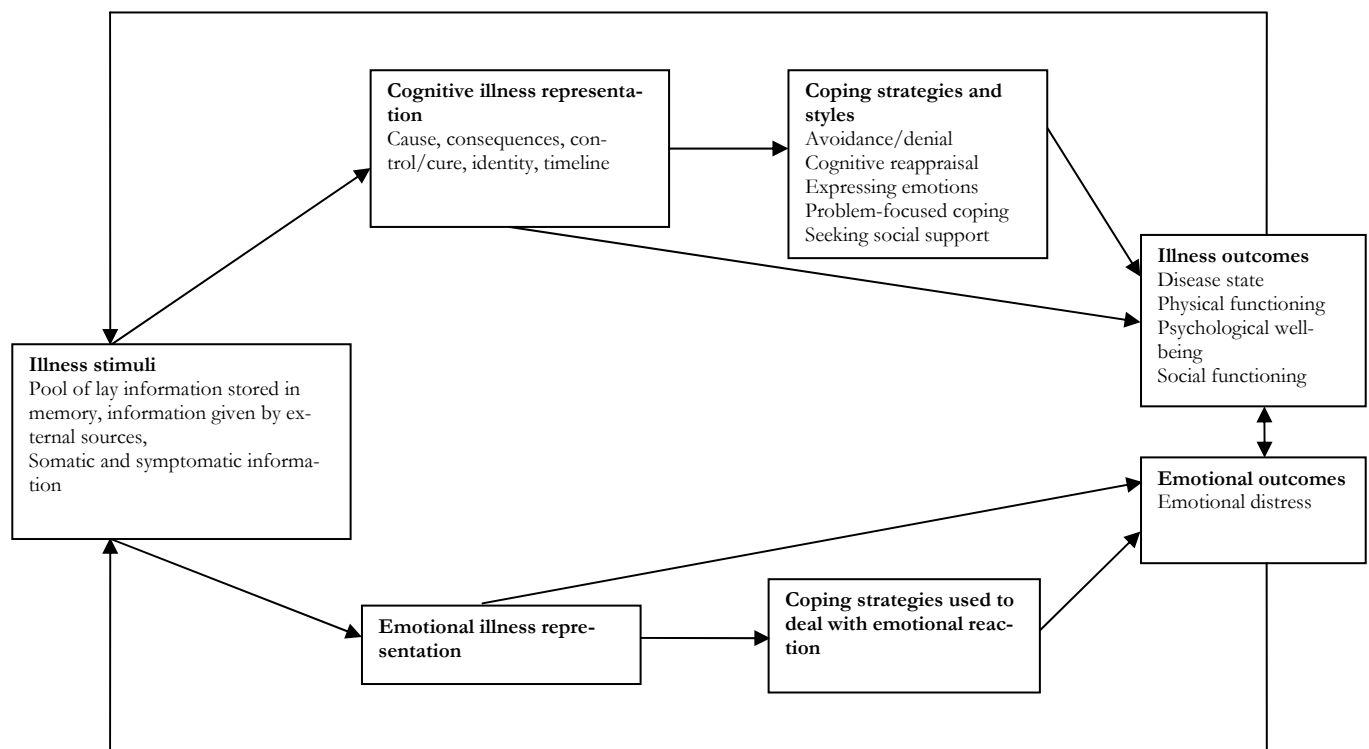 Cognitive illness representa-
tion
Cause, consequences, con-
trol/cure, identity, timeline
Coping strategies and
styles
Avoidance/denial
Cognitive reappraisal
Expressing emotions
Problem-focused coping
Seeking social support
Illness outcomes
Disease state
Physical functioning
Psychological well-
being
Social functioning
Illness stimuli
Pool of lay information stored in
memory, information given by ex-
ternal sources,
Somatic and symptomatic informa-
tion
Emotional outcomes
Emotional distress
Emotional illness repre-
sentation
Coping strategies used to
deal with emotional reac-
tion